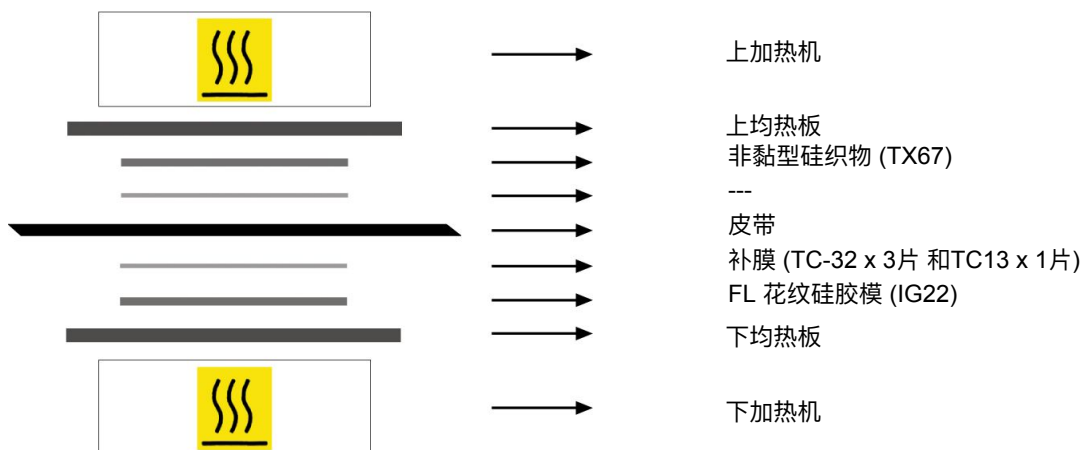 上加热机
上均热板
非黏型硅织物 (TX67)
---
皮带
补膜 (TC-32 x 3片 和TC13 x 1片)
FL 花纹硅胶模 (IG22)
下均热板
下加热机